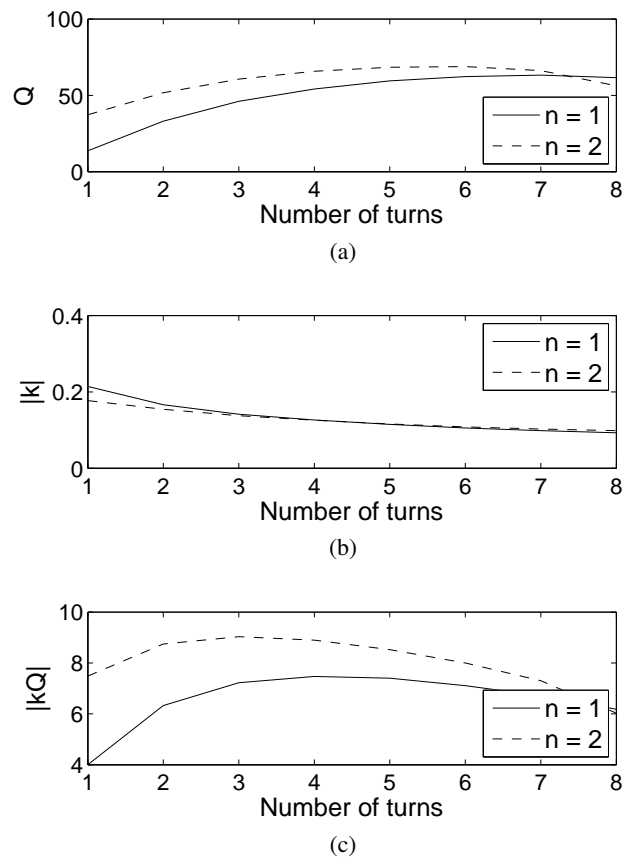 100
50
0
Q
n = 1
n = 2
1 2 3 4 5 6 7 8
Number of turns
(a)
0.4
0.2
0
|k|
n = 1
n = 2
1 2 3 4 5 6 7 8
Number of turns
(b)
10
8
6
4
|kQ|
n = 1
n = 2
1 2 3 4 5 6 7 8
Number of turns
(c)